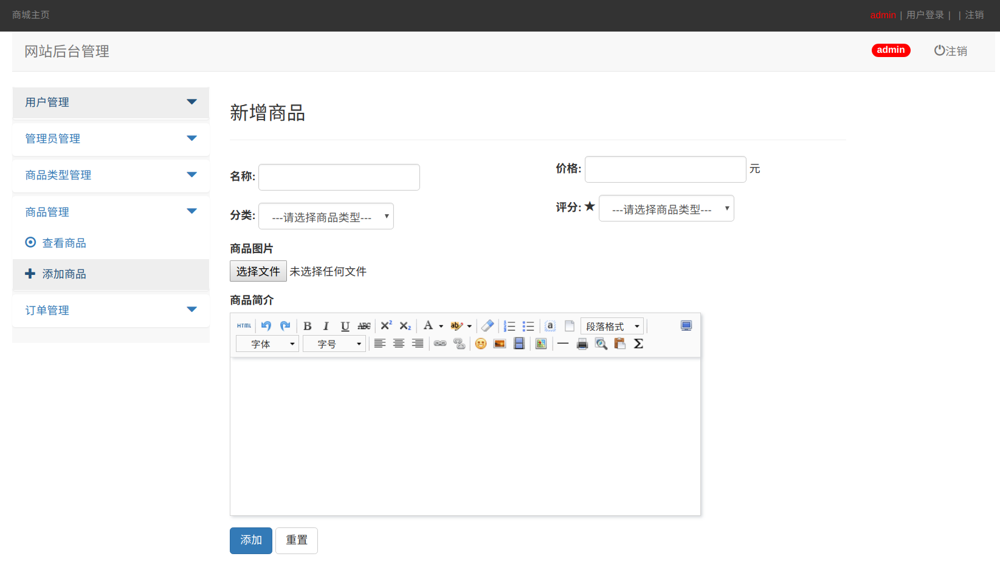 商城主页 admin | 用户登录 | | 注销
网站后台管理 admin 注销
用户管理
管理员管理
商品类型管理
商品管理
查看商品
添加商品
订单管理
新增商品
名称: 价格: 元
分类: ---请选择商品类型--- 评分: ★ ---请选择商品类型---
商品图片
选择文件 未选择任何文件
商品简介
HTML B I U ABC X² X₂ A ab a 段落格式
字体 字号 Σ
添加 重置